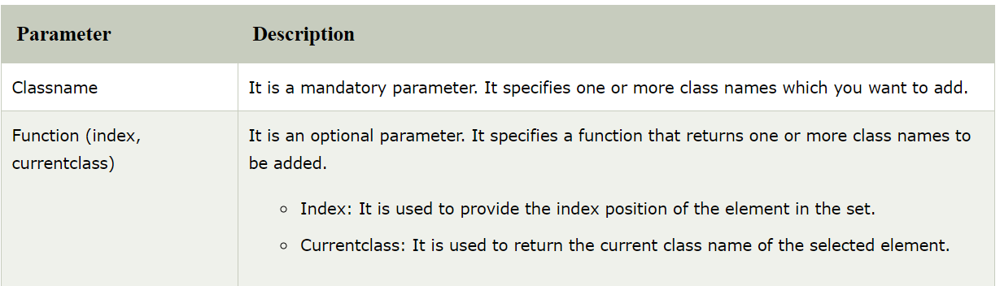 Parameter Description
Classname It is a mandatory parameter. It specifies one or more class names which you want to add.
Function (index, It is an optional parameter. It specifies a function that returns one or more class names to
currentclass) be added.
Index: It is used to provide the index position of the element in the set.
Currentclass: It is used to return the current class name of the selected element.